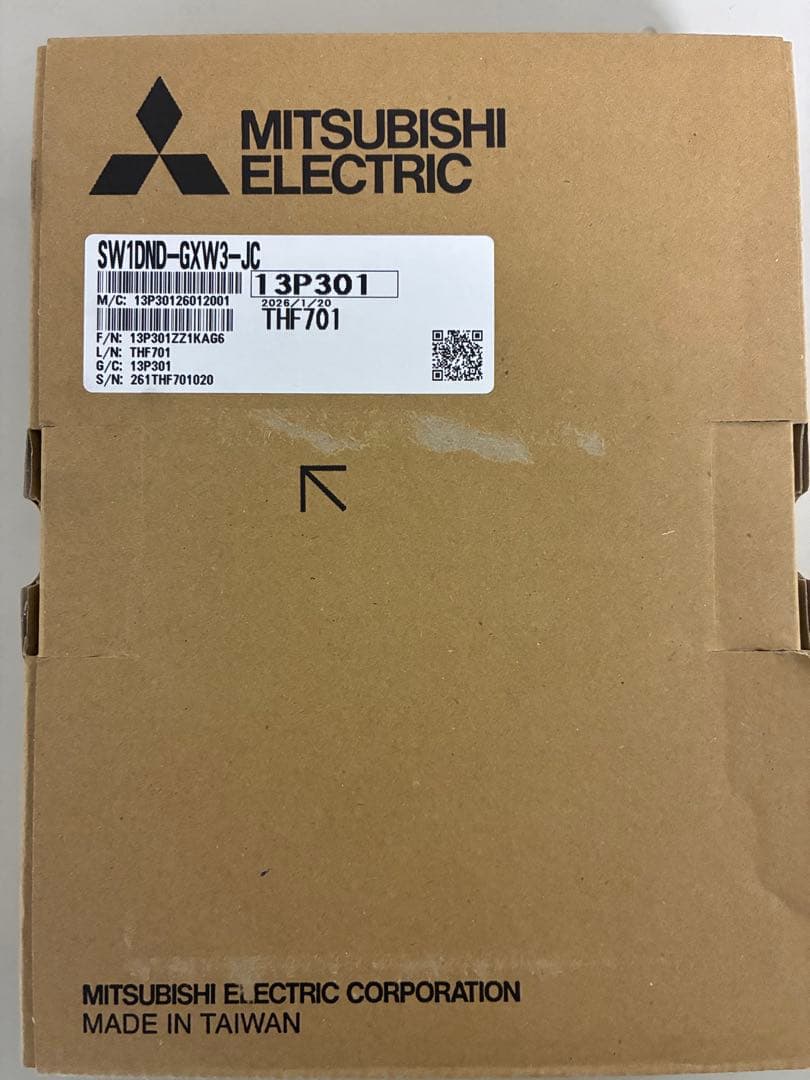 MITSUBISHI
ELECTRIC
SW1DND-GXW3-JC
13P301
M/C: 13P30126012001
2026/1/20
THF701
F/N: 13P301ZZ1KAG6
L/N: THF701
G/C: 13P301
S/N: 261THF701020
MITSUBISHI ELECTRIC CORPORATION
MADE IN TAIWAN